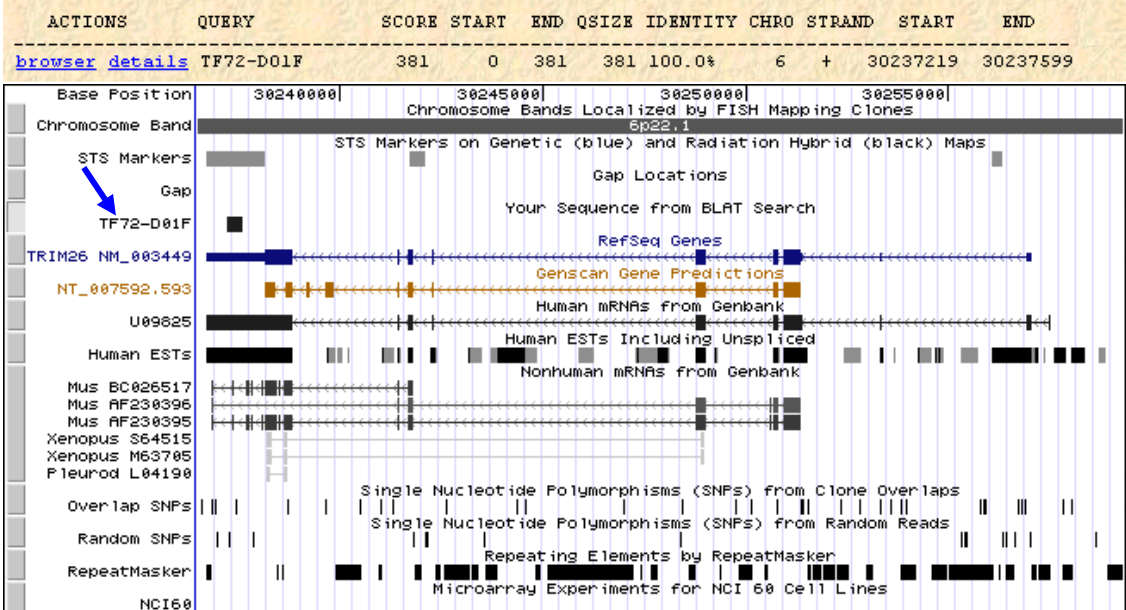 ACTIONS QUERY SCORE START END QSIZE IDENTITY CHRO STRAND START END
browser details TF72-D01F 381 0 381 381 100.0% 6 + 30237219 30237599
Base Position 30240000| 30245000| 30250000| 30255000|
Chromosome Bands Localized by FISH Mapping Clones
Chromosome Band 6p22.1
STS Markers on Genetic (blue) and Radiation Hybrid (black) Maps
STS Markers
Gap Locations
Gap
Your Sequence from BLAT Search
TF72-D01F
RefSeq Genes
TRIM26 NM_003449
Genscan Gene Predictions
NT_007592.593
Human mRNAs from Genbank
U09825
Human ESTs Including Unspliced
Human ESTs
Nonhuman mRNAs from Genbank
Mus BC026517
Mus AF230396
Mus AF230395
Xenopus S64515
Xenopus M63705
Pleurod L04190
Single Nucleotide Polymorphisms (SNPs) from Clone Overlaps
Overlap SNPs
Single Nucleotide Polymorphisms (SNPs) from Random Reads
Random SNPs
Repeating Elements by RepeatMasker
RepeatMasker
Microarray Experiments for NCI 60 Cell Lines
NCI60